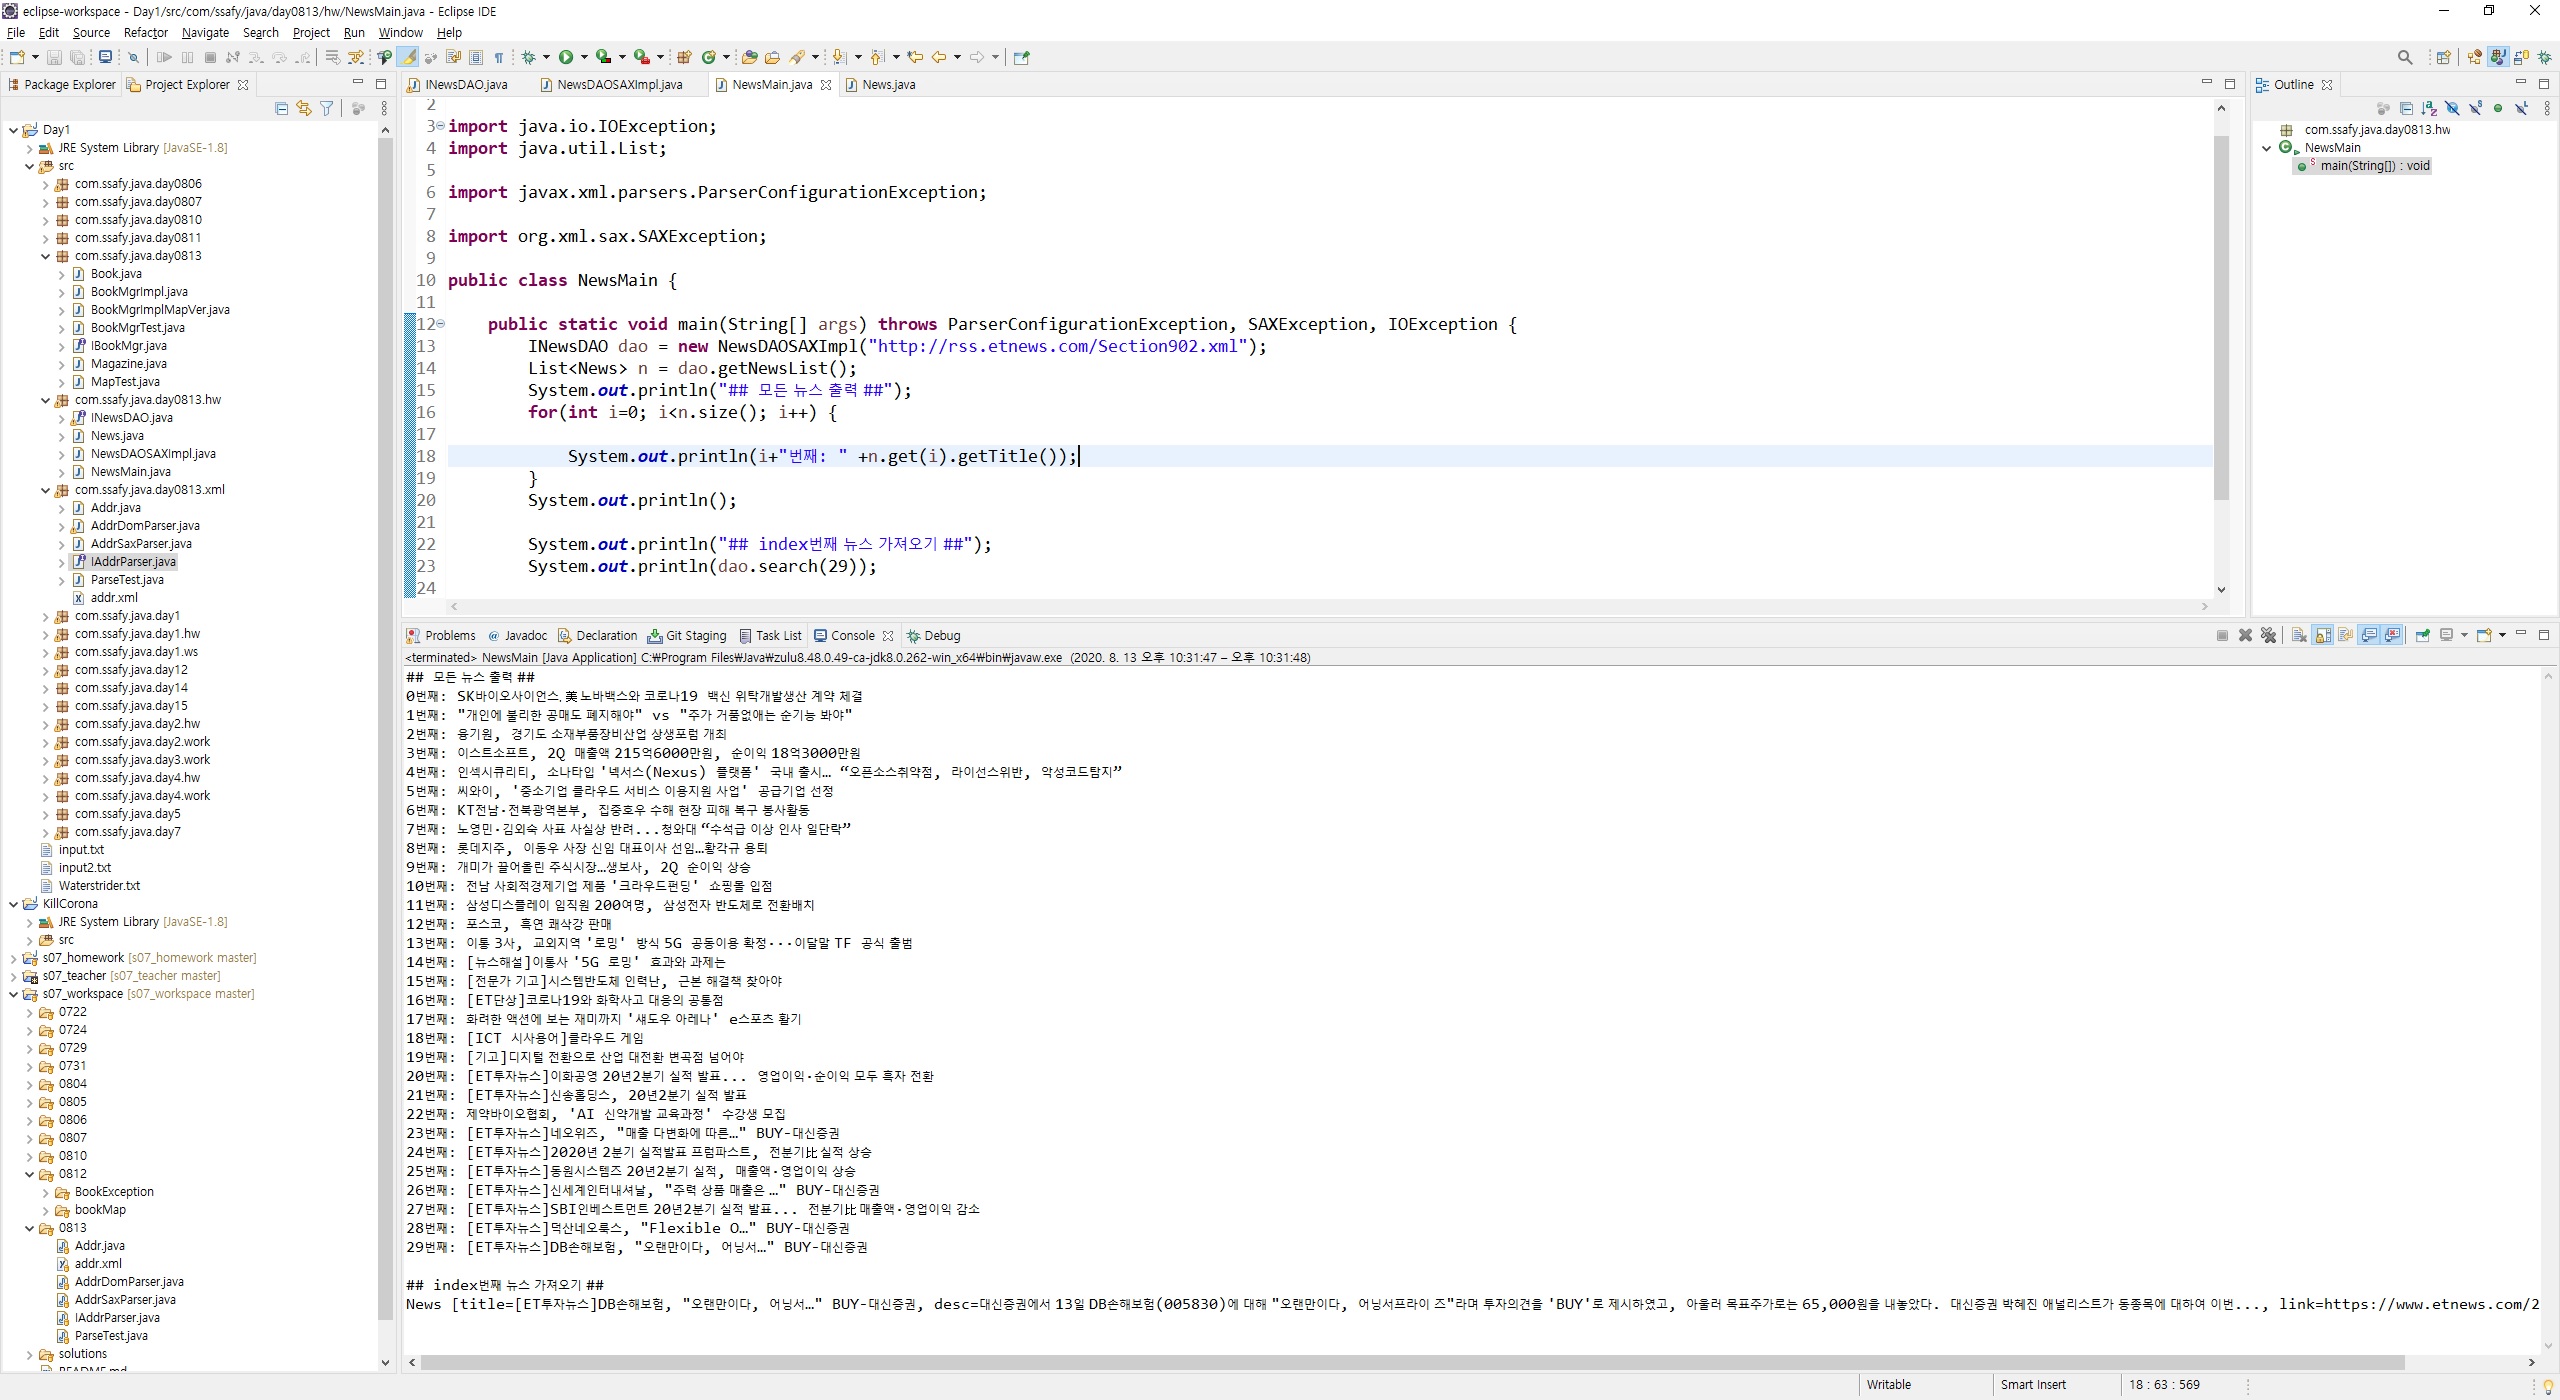 eclipse-workspace - Day1/src/com/ssafy/java/day0813/hw/NewsMain.java - Eclipse IDE
File Edit Source Refactor Navigate Search Project Run Window Help
Package Explorer Project Explorer
Day1
JRE System Library [JavaSE-1.8]
src
com.ssafy.java.day0806
com.ssafy.java.day0807
com.ssafy.java.day0810
com.ssafy.java.day0811
com.ssafy.java.day0813
Book.java
BookMgrImpl.java
BookMgrImplMapVer.java
BookMgrTest.java
IBookMgr.java
Magazine.java
MapTest.java
com.ssafy.java.day0813.hw
INewsDAO.java
News.java
NewsDAOSAXImpl.java
NewsMain.java
com.ssafy.java.day0813.xml
Addr.java
AddrDomParser.java
AddrSaxParser.java
IAddrParser.java
ParseTest.java
addr.xml
com.ssafy.java.day1
com.ssafy.java.day1.hw
com.ssafy.java.day1.ws
com.ssafy.java.day12
com.ssafy.java.day14
com.ssafy.java.day15
com.ssafy.java.day2.hw
com.ssafy.java.day2.work
com.ssafy.java.day3.work
com.ssafy.java.day4.hw
com.ssafy.java.day4.work
com.ssafy.java.day5
com.ssafy.java.day7
input.txt
input2.txt
Waterstrider.txt
KillCorona
JRE System Library [JavaSE-1.8]
src
s07_homework [s07_homework master]
s07_teacher [s07_teacher master]
s07_workspace [s07_workspace master]
0722
0724
0729
0731
0804
0805
0806
0807
0810
0812
BookException
bookMap
0813
Addr.java
addr.xml
AddrDomParser.java
AddrSaxParser.java
IAddrParser.java
ParseTest.java
solutions
README.md
INewsDAO.java NewsDAOSAXImpl.java NewsMain.java News.java
2
3 import java.io.IOException;
4 import java.util.List;
5
6 import javax.xml.parsers.ParserConfigurationException;
7
8 import org.xml.sax.SAXException;
9
10 public class NewsMain {
11
12 public static void main(String[] args) throws ParserConfigurationException, SAXException, IOException {
13 INewsDAO dao = new NewsDAOSAXImpl("http://rss.etnews.com/Section902.xml");
14 List<News> n = dao.getNewsList();
15 System.out.println("## 모든 뉴스 출력 ##");
16 for(int i=0; i<n.size(); i++) {
17
18 System.out.println(i+"번째: " +n.get(i).getTitle());
19 }
20 System.out.println();
21
22 System.out.println("## index번째 뉴스 가져오기 ##");
23 System.out.println(dao.search(29));
24
Outline
com.ssafy.java.day0813.hw
NewsMain
main(String[]) : void
Problems Javadoc Declaration Git Staging Task List Console Debug
<terminated> NewsMain [Java Application] C:₩Program Files₩Java₩zulu8.48.0.49-ca-jdk8.0.262-win_x64₩bin₩javaw.exe (2020. 8. 13 오후 10:31:47 – 오후 10:31:48)
## 모든 뉴스 출력 ##
0번째: SK바이오사이언스, 美 노바백스와 코로나19 백신 위탁개발생산 계약 체결
1번째: "개인에 불리한 공매도 폐지해야" vs "주가 거품없애는 순기능 봐야"
2번째: 융기원, 경기도 소재부품장비산업 상생포럼 개최
3번째: 이스트소프트, 2Q 매출액 215억6000만원, 순이익 18억3000만원
4번째: 인섹시큐리티, 소나타입 '넥서스(Nexus) 플랫폼' 국내 출시… “오픈소스취약점, 라이선스위반, 악성코드탐지”
5번째: 씨와이, '중소기업 클라우드 서비스 이용지원 사업' 공급기업 선정
6번째: KT전남·전북광역본부, 집중호우 수해 현장 피해 복구 봉사활동
7번째: 노영민·김외숙 사표 사실상 반려...청와대 “수석급 이상 인사 일단락”
8번째: 롯데지주, 이동우 사장 신임 대표이사 선임…황각규 용퇴
9번째: 개미가 끌어올린 주식시장…생보사, 2Q 순이익 상승
10번째: 전남 사회적경제기업 제품 '크라우드펀딩' 쇼핑몰 입점
11번째: 삼성디스플레이 임직원 200여명, 삼성전자 반도체로 전환배치
12번째: 포스코, 흑연 쾌삭강 판매
13번째: 이통 3사, 교외지역 '로밍' 방식 5G 공동이용 확정···이달말 TF 공식 출범
14번째: [뉴스해설]이통사 '5G 로밍' 효과와 과제는
15번째: [전문가 기고]시스템반도체 인력난, 근본 해결책 찾아야
16번째: [ET단상]코로나19와 화학사고 대응의 공통점
17번째: 화려한 액션에 보는 재미까지 '섀도우 아레나' e스포츠 활기
18번째: [ICT 시사용어]클라우드 게임
19번째: [기고]디지털 전환으로 산업 대전환 변곡점 넘어야
20번째: [ET투자뉴스]이화공영 20년2분기 실적 발표... 영업이익·순이익 모두 흑자 전환
21번째: [ET투자뉴스]신송홀딩스, 20년2분기 실적 발표
22번째: 제약바이오협회, 'AI 신약개발 교육과정' 수강생 모집
23번째: [ET투자뉴스]네오위즈, "매출 다변화에 따른…" BUY-대신증권
24번째: [ET투자뉴스]2020년 2분기 실적발표 프럼파스트, 전분기比 실적 상승
25번째: [ET투자뉴스]동원시스템즈 20년2분기 실적, 매출액·영업이익 상승
26번째: [ET투자뉴스]신세계인터내셔날, "주력 상품 매출은 …" BUY-대신증권
27번째: [ET투자뉴스]SBI인베스트먼트 20년2분기 실적 발표... 전분기比 매출액·영업이익 감소
28번째: [ET투자뉴스]덕산네오룩스, "Flexible O…" BUY-대신증권
29번째: [ET투자뉴스]DB손해보험, "오랜만이다, 어닝서…" BUY-대신증권
## index번째 뉴스 가져오기 ##
News [title=[ET투자뉴스]DB손해보험, "오랜만이다, 어닝서…" BUY-대신증권, desc=대신증권에서 13일 DB손해보험(005830)에 대해 "오랜만이다, 어닝서프라이 즈"라며 투자의견을 'BUY'로 제시하였고, 아울러 목표주가로는 65,000원을 내놓았다. 대신증권 박혜진 애널리스트가 동종목에 대하여 이번..., link=https://www.etnews.com/2
Writable Smart Insert 18 : 63 : 569